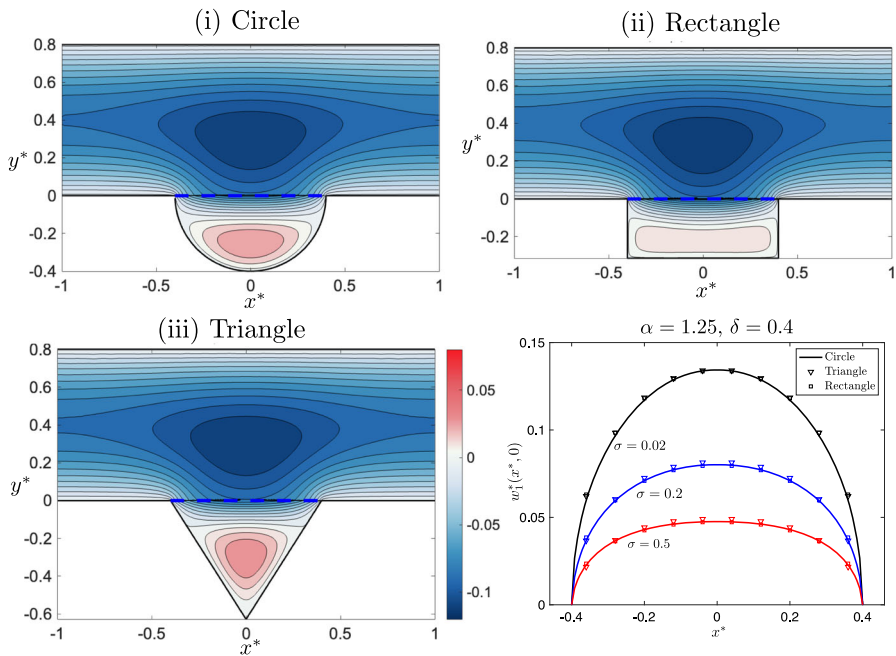 (i) Circle
0.8
0.6
0.4
0.2
0
-0.2
-0.4
y*
-1
-0.5
0
0.5
1
x*
(ii) Rectangle
0.8
0.6
0.4
0.2
0
-0.2
y*
-1
-0.5
0
0.5
1
x*
(iii) Triangle
0.8
0.6
0.4
0.2
0
-0.2
-0.4
-0.6
y*
-1
-0.5
0
0.5
1
x*
0.05
0
-0.05
-0.1
α = 1.25, δ = 0.4
0.15
0.1
0.05
0
w₁*(x*, 0)
Circle
Triangle
Rectangle
σ = 0.02
σ = 0.2
σ = 0.5
-0.4
-0.2
0
0.2
0.4
x*